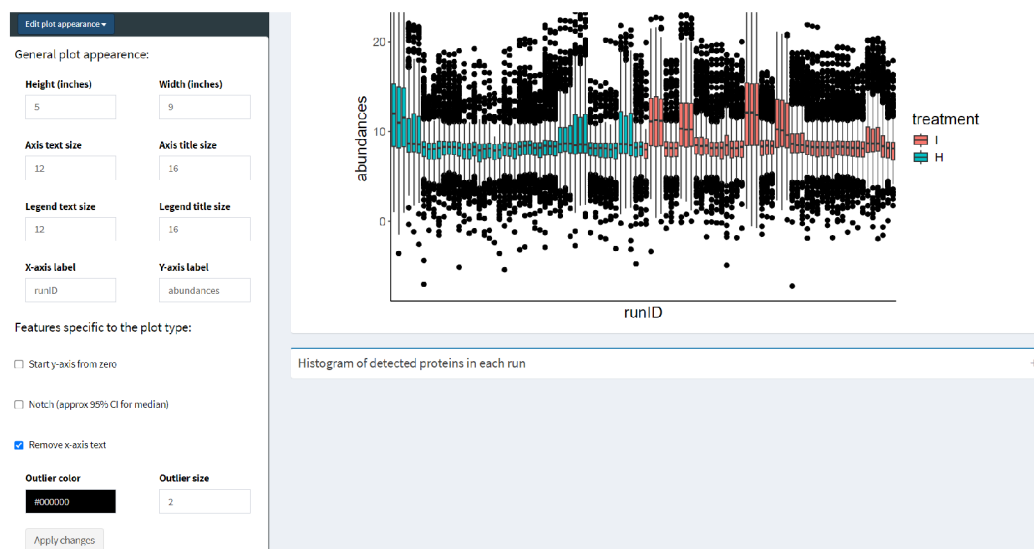 Edit plot appearance
General plot appearence:
Height (inches) Width (inches)
5 9
Axis text size Axis title size
12 16
Legend text size Legend title size
12 16
X-axis label Y-axis label
runID abundances
Features specific to the plot type:
Start y-axis from zero
Notch (approx 95% CI for median)
Remove x-axis text
Outlier color Outlier size
#000000 2
Apply changes
20
10
0
abundances
runID
treatment
I
H
Histogram of detected proteins in each run
+